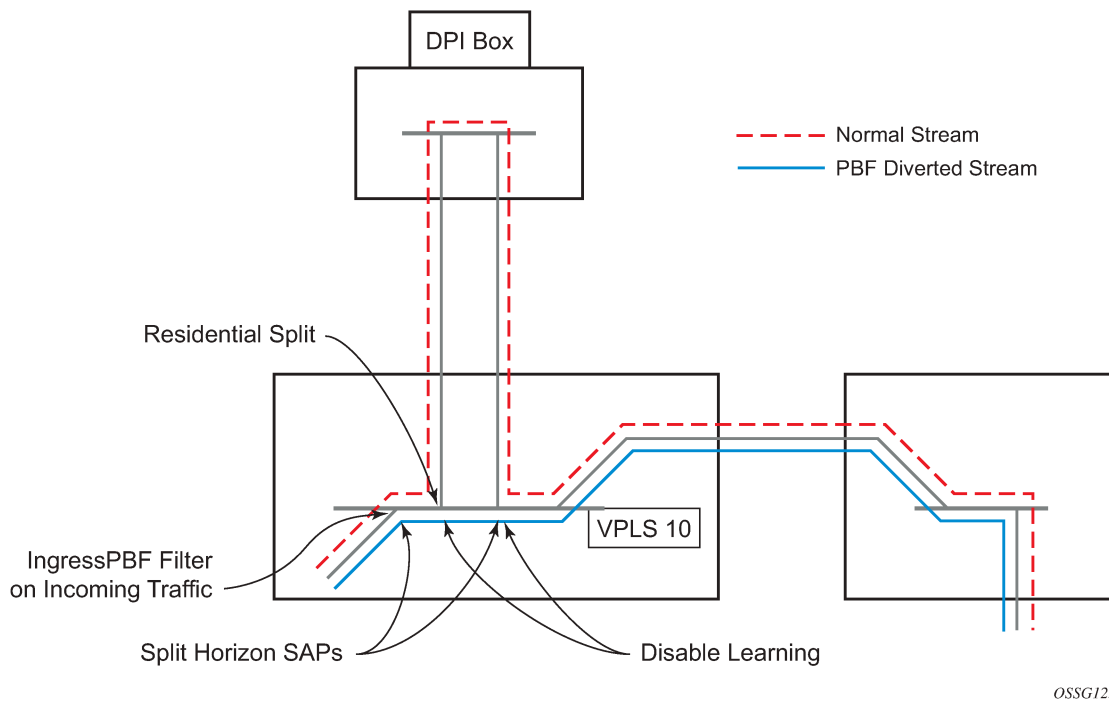 DPI Box
Normal Stream
PBF Diverted Stream
Residential Split
VPLS 10
IngressPBF Filter
on Incoming Traffic
Split Horizon SAPs
Disable Learning
OSSG12